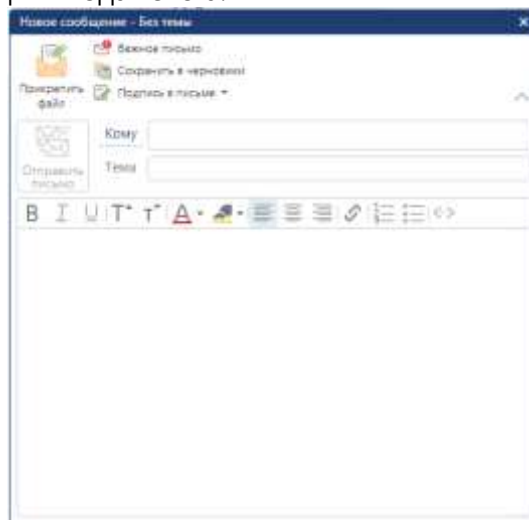 Новое сообщение - Без темы
Важное письмо
Сохранить в черновики
Прикрепить файл
Подпись в письме
Кому
Отправить письмо
Тема
B I U T+ T- A